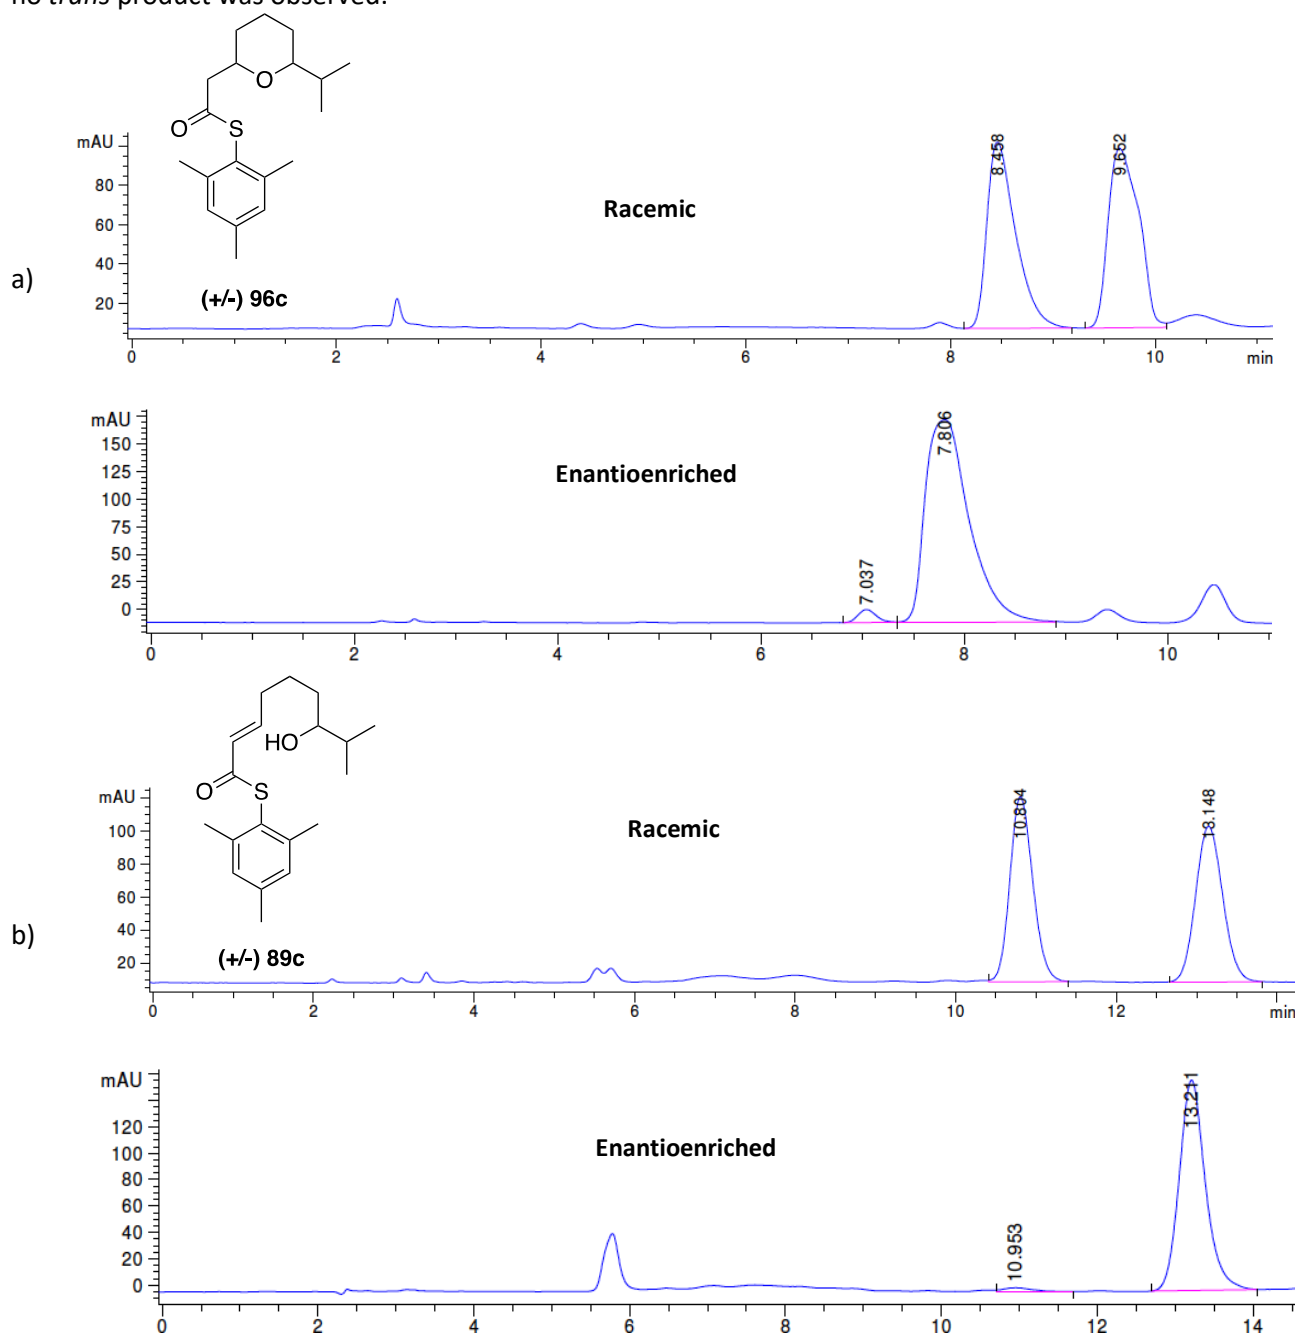 no trans product was observed.
O
O
S
mAU
8.458
9.652
80
60
40
20
Racemic
a)
(+/-) 96c
0 2 4 6 8 10 min
mAU
7.806
150
125
100
75
50
25
0
Enantioenriched
7.037
0 2 4 6 8 10
HO
O
S
mAU
10.804
13.148
100
80
60
40
20
Racemic
b)
(+/-) 89c
0 2 4 6 8 10 12 min
mAU
13.211
120
100
80
60
40
20
0
Enantioenriched
10.953
0 2 4 6 8 10 12 14